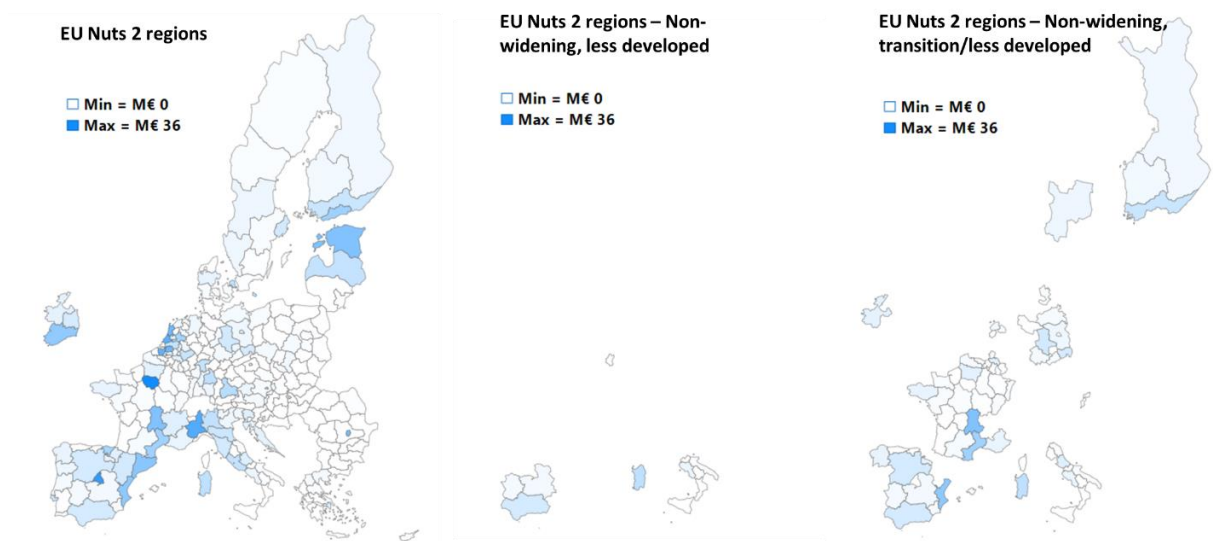 EU Nuts 2 regions
Min = M€ 0
Max = M€ 36
EU Nuts 2 regions – Non-
widening, less developed
Min = M€ 0
Max = M€ 36
EU Nuts 2 regions – Non-widening,
transition/less developed
Min = M€ 0
Max = M€ 36